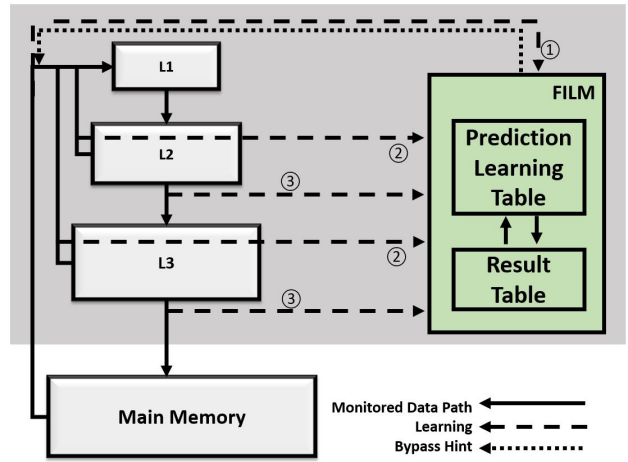 ①
L1
FILM
L2
②
Prediction
Learning
Table
③
L3
②
Result
Table
③
Main Memory
Monitored Data Path
Learning
Bypass Hint